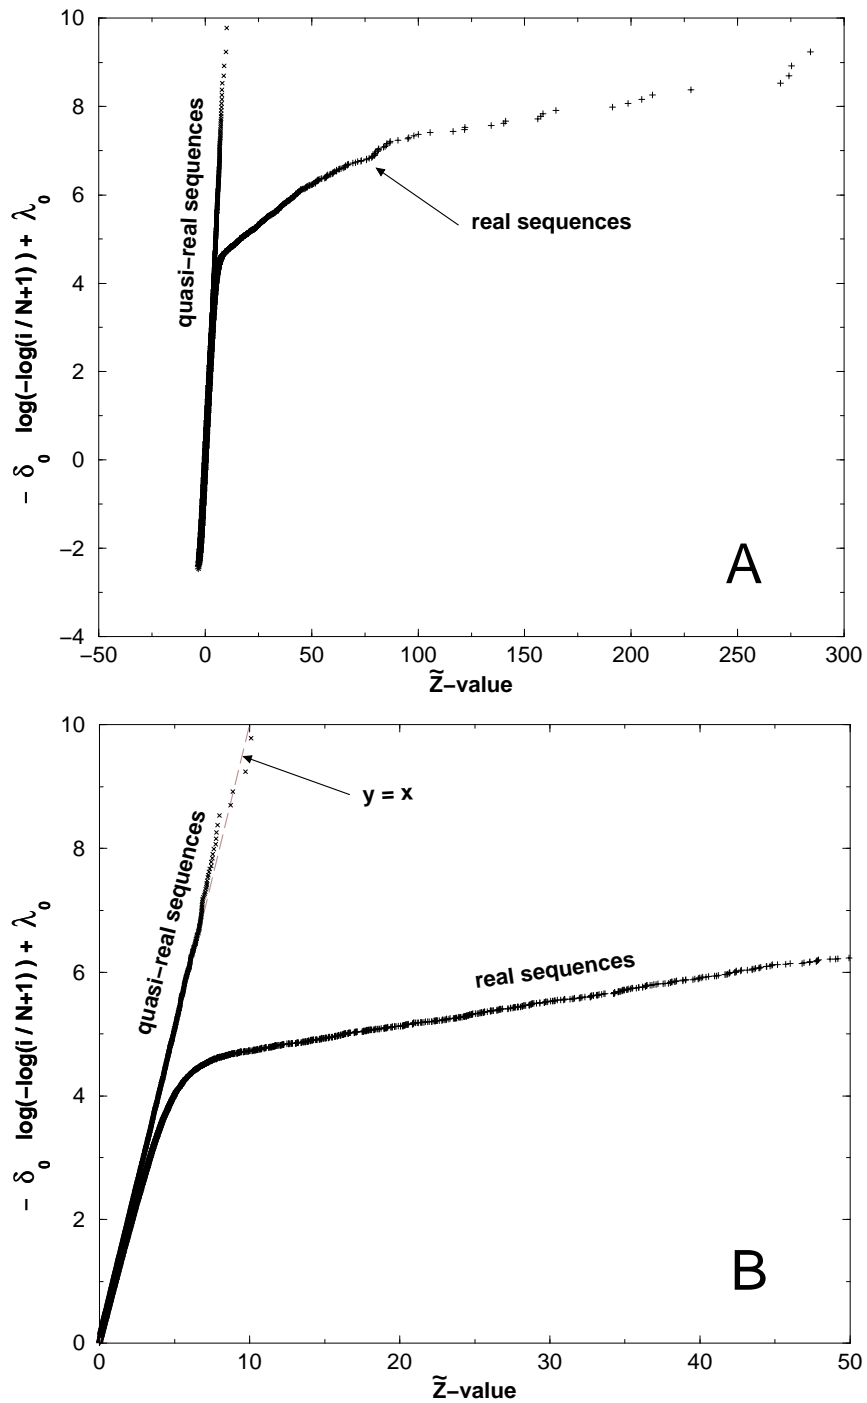 10
8
6
4
2
0
−2
−4
− δ₀ log(−log(i / N+1)) + λ₀
quasi−real sequences
real sequences
A
−50 0 50 100 150 200 250 300
Z̃−value
10
8
6
4
2
0
− δ₀ log(−log(i / N+1)) + λ₀
y = x
quasi−real sequences
real sequences
B
0 10 20 30 40 50
Z̃−value